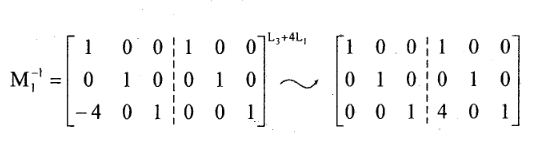 M₁⁻¹ = [ 1 0 0 ¦ 1 0 0 ] L₃+4L₁ [ 1 0 0 ¦ 1 0 0 ]
[ 0 1 0 ¦ 0 1 0 ] ⤳ [ 0 1 0 ¦ 0 1 0 ]
[ -4 0 1 ¦ 0 0 1 ] [ 0 0 1 ¦ 4 0 1 ]